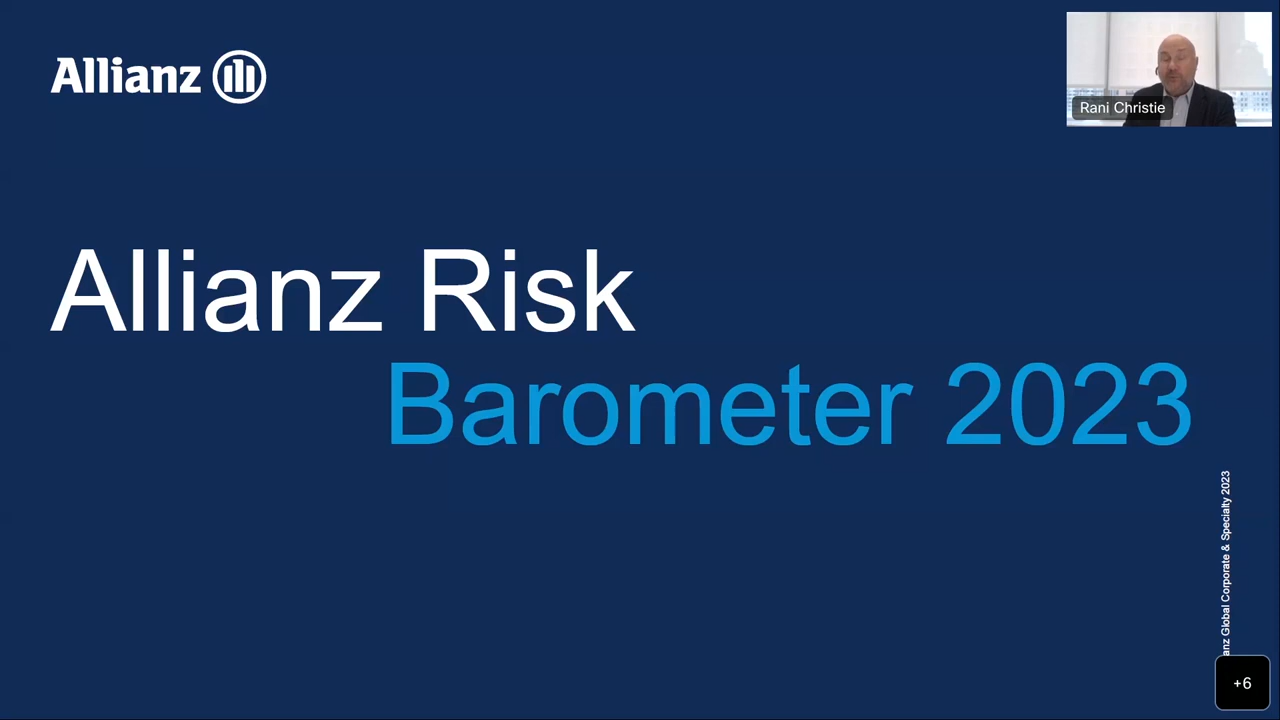 Allianz
Rani Christie
Allianz Risk
Barometer 2023
anz Global Corporate & Specialty 2023
+6